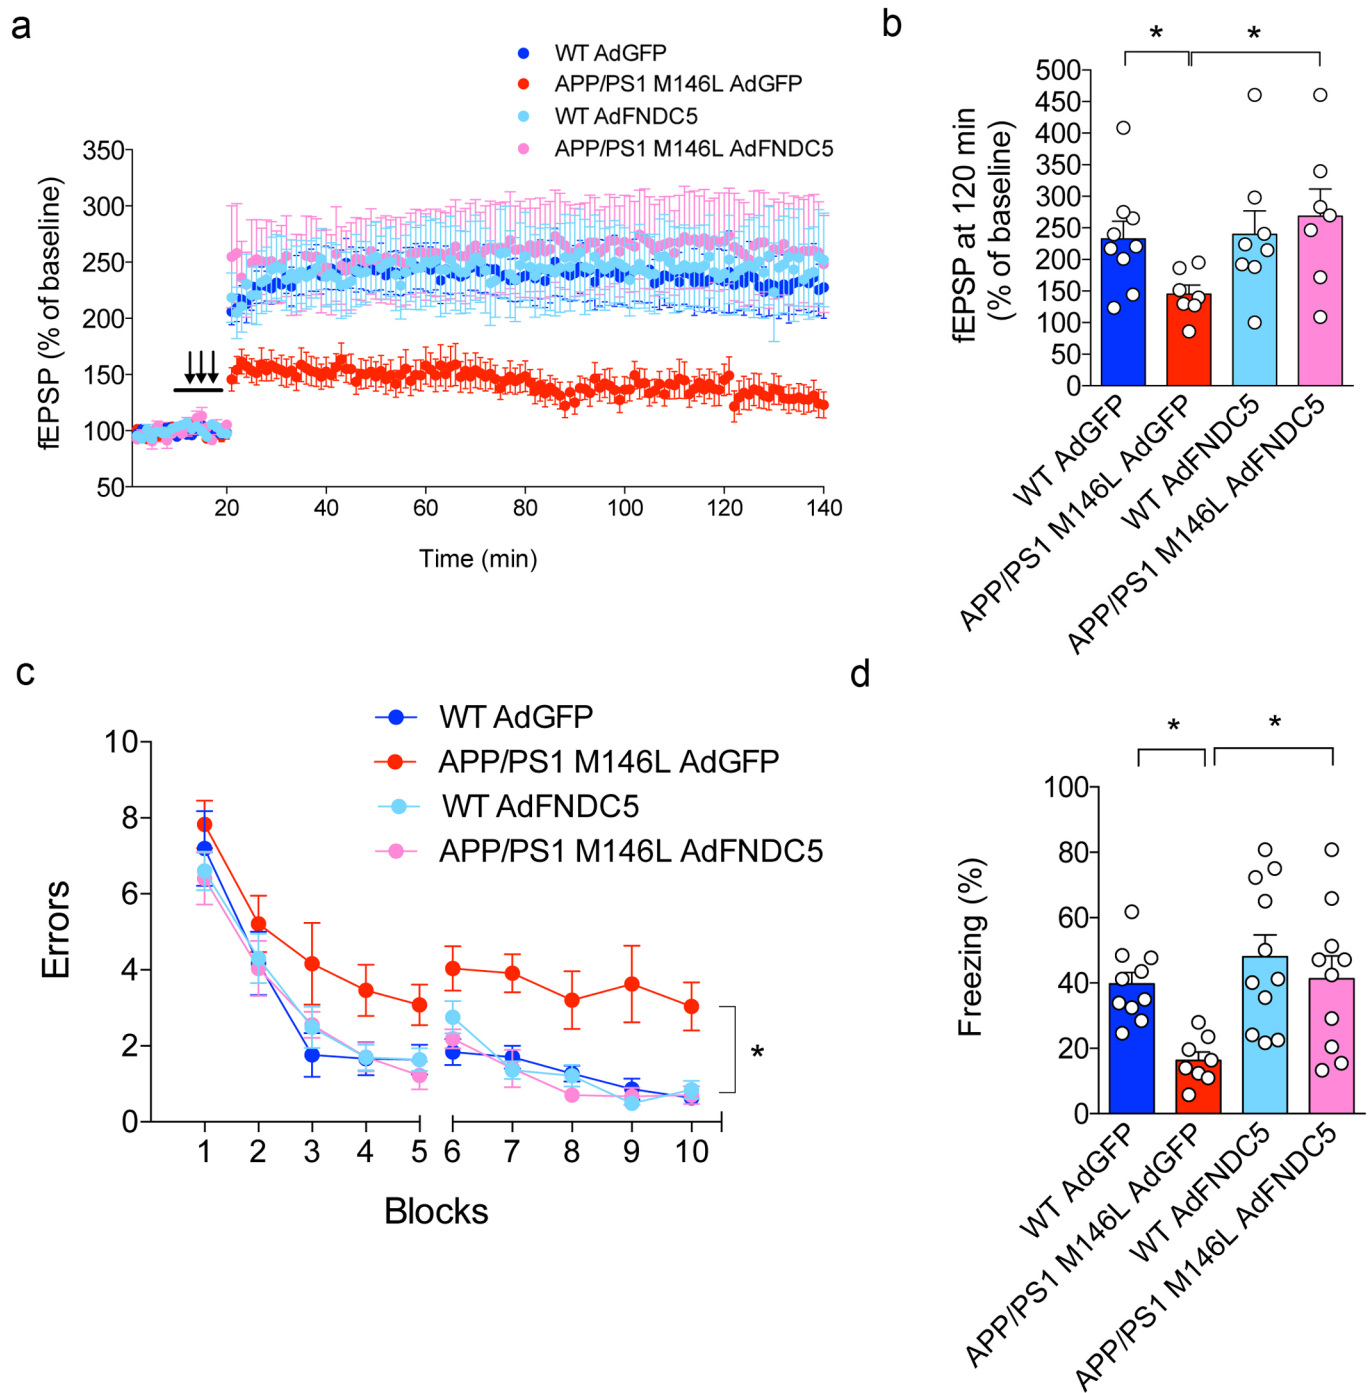 a
WT AdGFP
APP/PS1 M146L AdGFP
WT AdFNDC5
APP/PS1 M146L AdFNDC5
350
300
250
200
150
100
50
20
40
60
80
100
120
140
fEPSP (% of baseline)
Time (min)
b
*
*
500
450
400
350
300
250
200
150
100
50
0
fEPSP at 120 min
(% of baseline)
WT AdGFP
APP/PS1 M146L AdGFP
WT AdFNDC5
APP/PS1 M146L AdFNDC5
c
WT AdGFP
APP/PS1 M146L AdGFP
WT AdFNDC5
APP/PS1 M146L AdFNDC5
10
8
6
4
2
0
Errors
*
1
2
3
4
5
6
7
8
9
10
Blocks
d
*
*
100
80
60
40
20
0
Freezing (%)
WT AdGFP
APP/PS1 M146L AdGFP
WT AdFNDC5
APP/PS1 M146L AdFNDC5